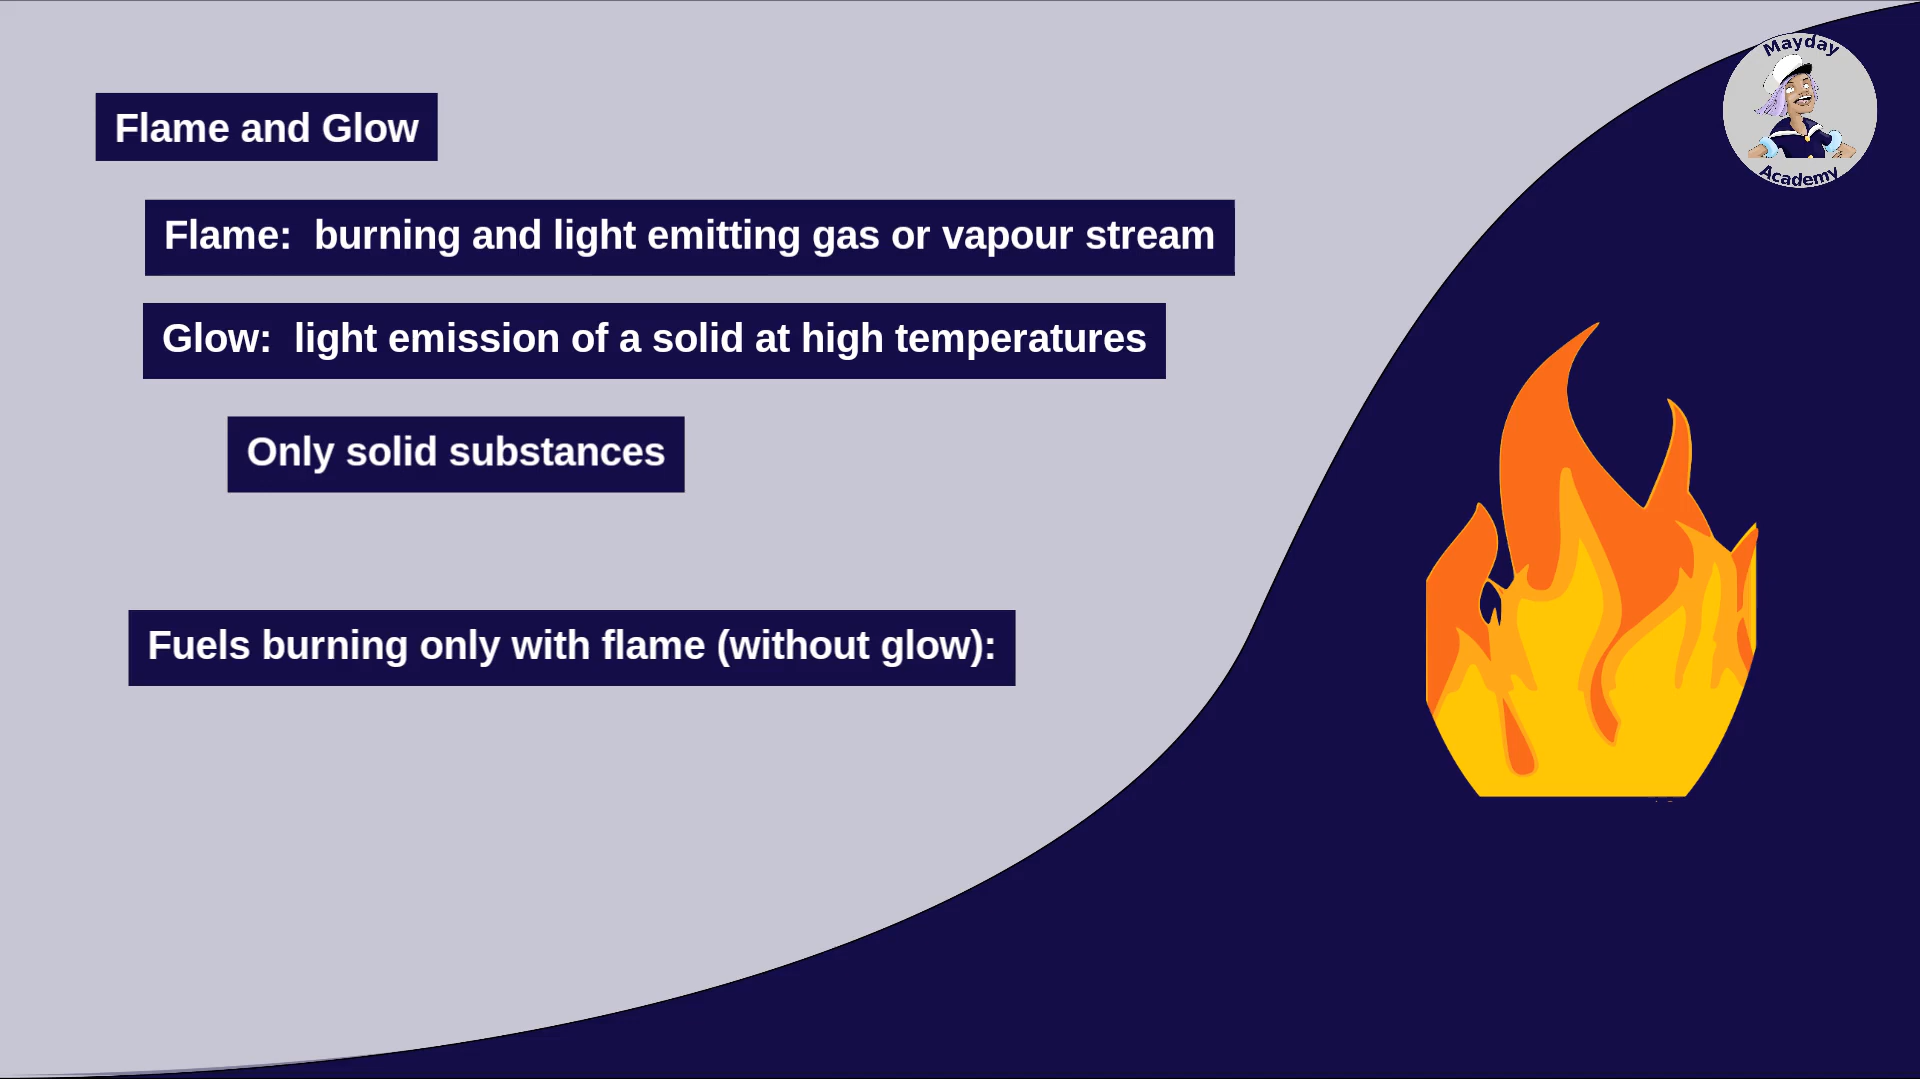 Mayday
Academy
Flame and Glow
Flame:  burning and light emitting gas or vapour stream
Glow:  light emission of a solid at high temperatures
Only solid substances
Fuels burning only with flame (without glow):